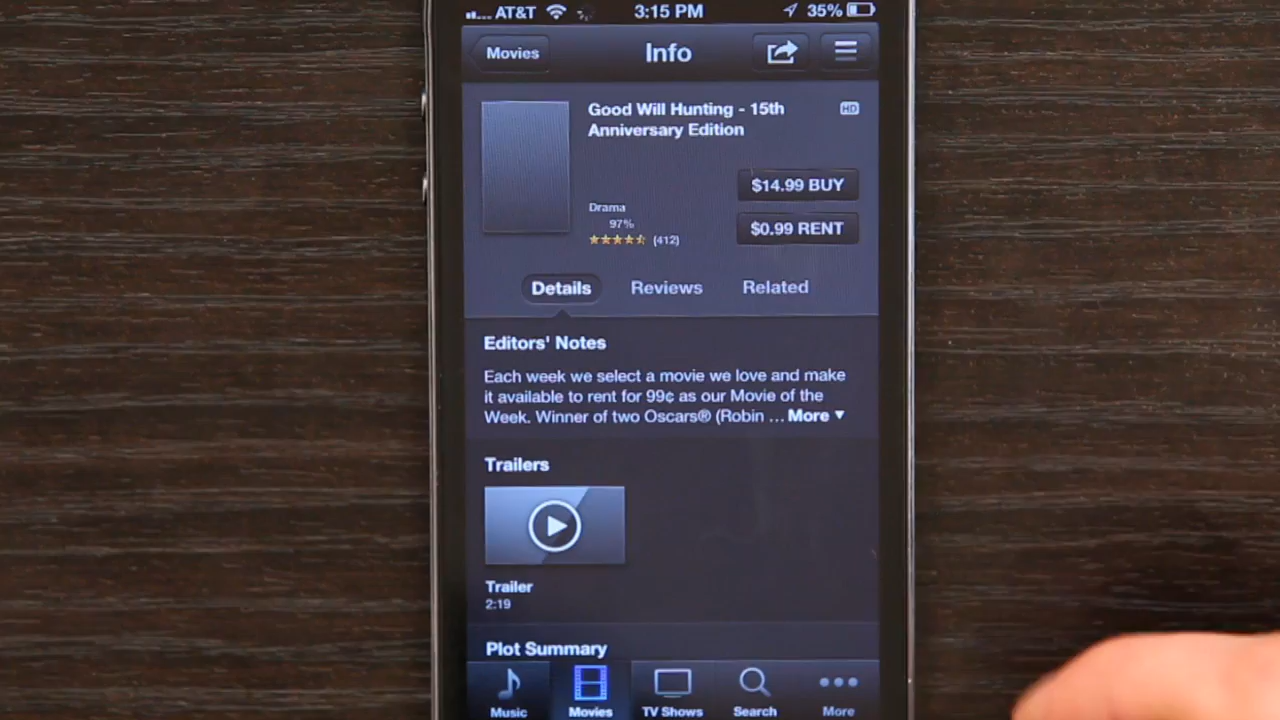 AT&T 3:15 PM 35%
Movies Info
Good Will Hunting - 15th
Anniversary Edition
HD
$14.99 BUY
Drama
97%
(412)
$0.99 RENT
Details Reviews Related
Editors' Notes
Each week we select a movie we love and make
it available to rent for 99¢ as our Movie of the
Week. Winner of two Oscars® (Robin ... More ▼
Trailers
Trailer
2:19
Plot Summary
Music Movies TV Shows Search More